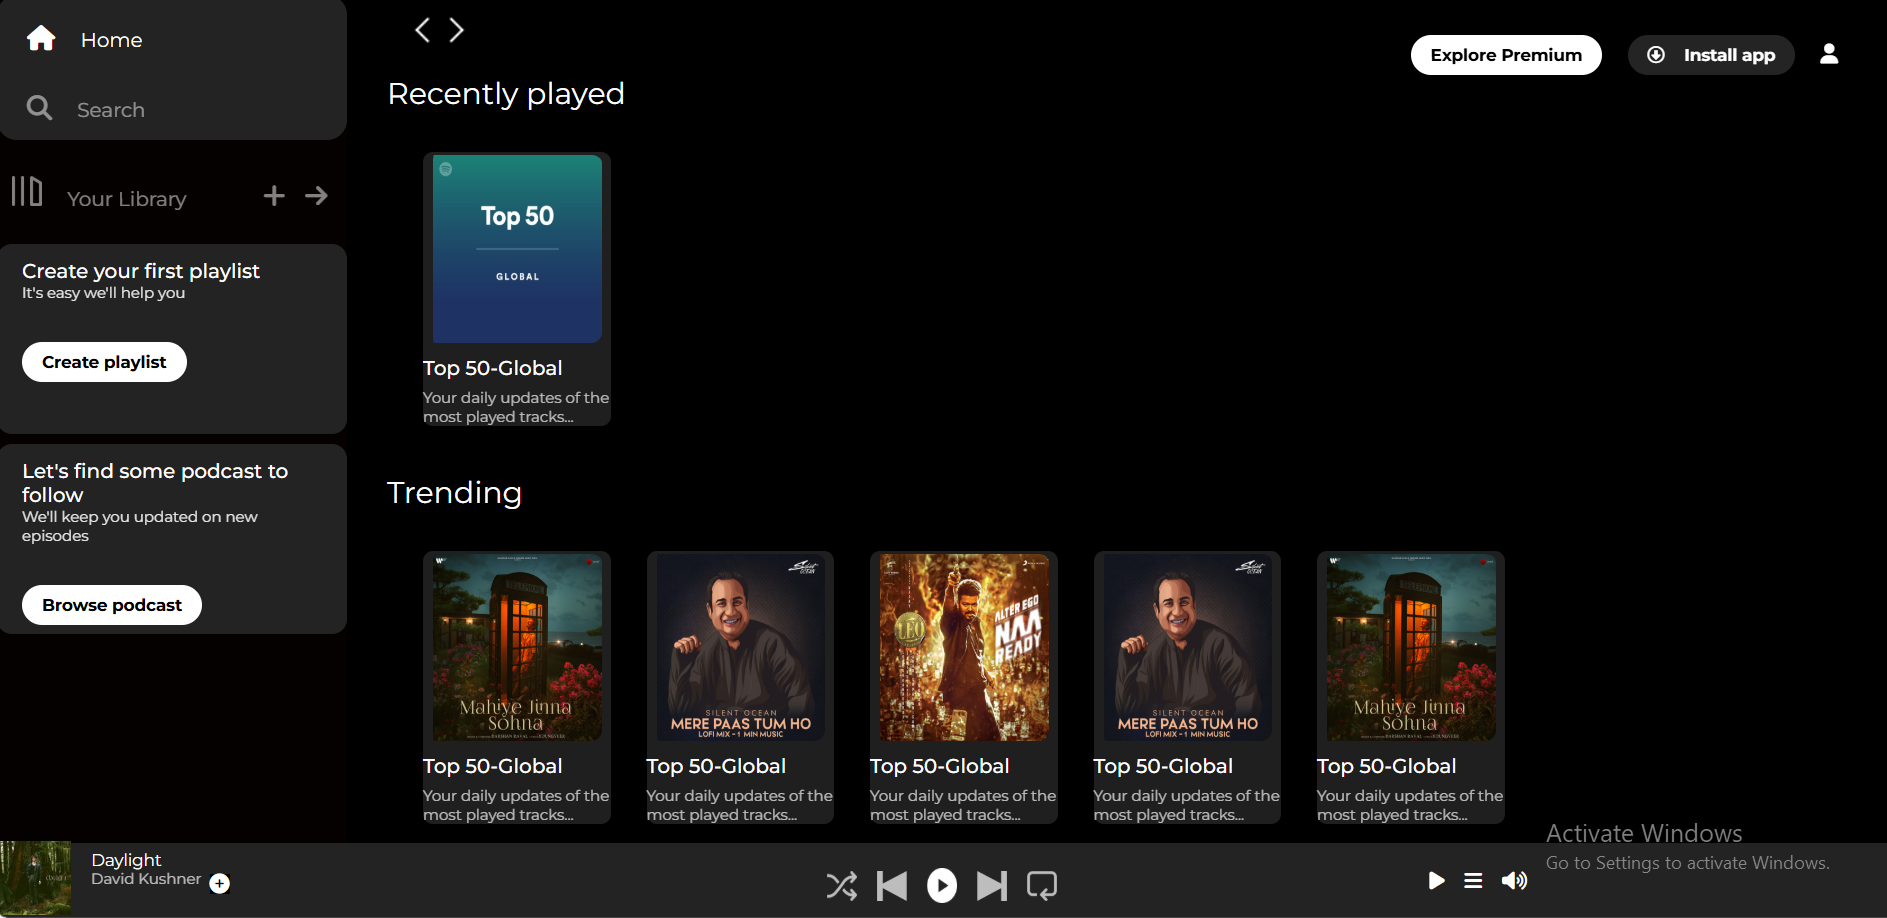 Home
Search
Your Library
Create your first playlist
It's easy we'll help you
Create playlist
Let's find some podcast to
follow
We'll keep you updated on new
episodes
Browse podcast
Explore Premium
Install app
Recently played
Top 50
GLOBAL
Top 50-Global
Your daily updates of the
most played tracks...
Trending
Mahiye Jinna
Sohna
Top 50-Global
Your daily updates of the
most played tracks...
Silent
OCEAN
SILENT OCEAN
MERE PAAS TUM HO
LOFI MIX - 1 MIN MUSIC
Top 50-Global
Your daily updates of the
most played tracks...
LEO
ALTER EGO
NAA
READY
Top 50-Global
Your daily updates of the
most played tracks...
Silent
OCEAN
SILENT OCEAN
MERE PAAS TUM HO
LOFI MIX - 1 MIN MUSIC
Top 50-Global
Your daily updates of the
most played tracks...
Mahiye Jinna
Sohna
Top 50-Global
Your daily updates of the
most played tracks...
Activate Windows
Go to Settings to activate Windows.
Daylight
David Kushner